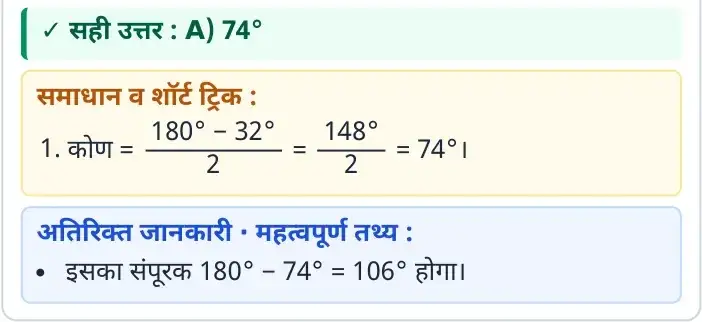 ✓ सही उत्तर : A) 74°
समाधान व शॉर्ट ट्रिक :
1. कोण = (180° − 32°)/2 = 148°/2 = 74°।
अतिरिक्त जानकारी • महत्वपूर्ण तथ्य :
• इसका संपूरक 180° − 74° = 106° होगा।